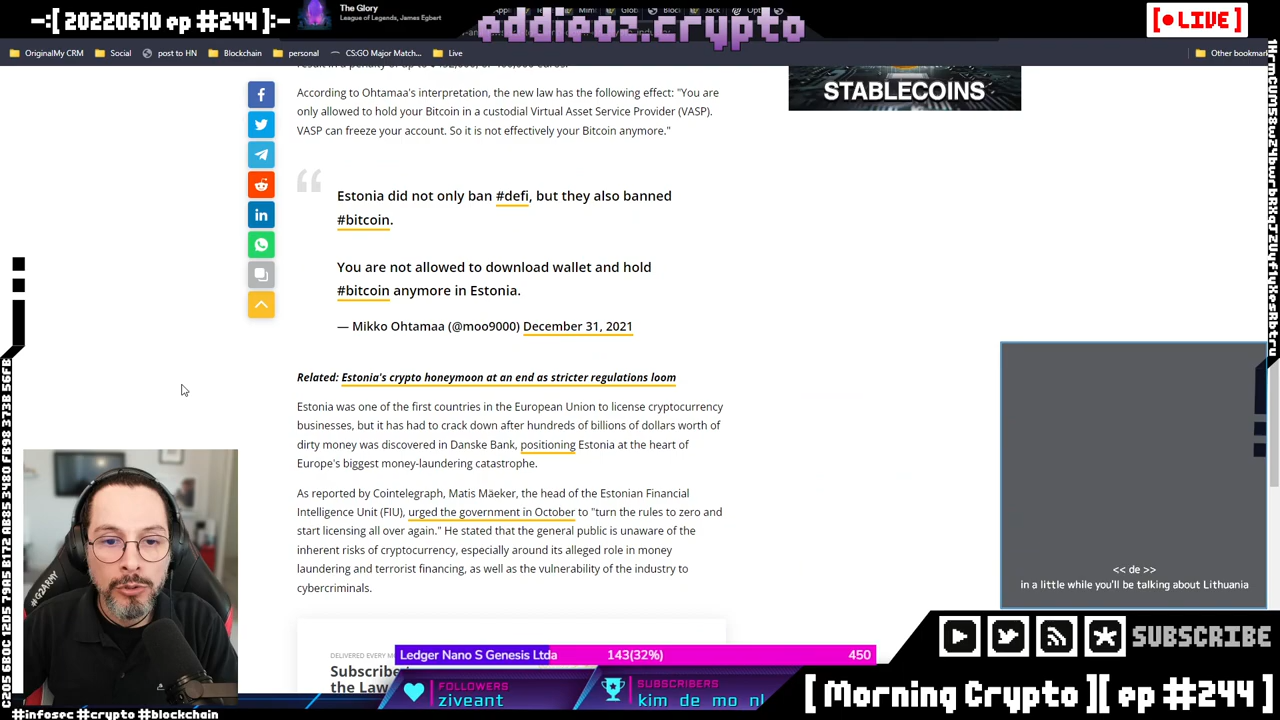 -:[ 20220610 ep #244 ]:-
The Glory
League of Legends, James Egbert
eddieoz.crypto
[●LIVE]
OriginalMy CRM
Social
post to HN
Blockchain
CS:GO Major Match...
personal
Live
Other bookmar
According to Ohtamaa's interpretation, the new law has the following effect: "You are
only allowed to hold your Bitcoin in a custodial Virtual Asset Service Provider (VASP).
VASP can freeze your account. So it is not effectively your Bitcoin anymore."
STABLECOINS
Estonia did not only ban #defi, but they also banned
#bitcoin.
You are not allowed to download wallet and hold
#bitcoin anymore in Estonia.
— Mikko Ohtamaa (@moo9000) December 31, 2021
Related: Estonia's crypto honeymoon at an end as stricter regulations loom
Estonia was one of the first countries in the European Union to license cryptocurrency
businesses, but it has had to crack down after hundreds of billions of dollars worth of
dirty money was discovered in Danske Bank, positioning Estonia at the heart of
Europe's biggest money-laundering catastrophe.
As reported by Cointelegraph, Matis Mäeker, the head of the Estonian Financial
Intelligence Unit (FIU), urged the government in October to "turn the rules to zero and
start licensing all over again." He stated that the general public is unaware of the
inherent risks of cryptocurrency, especially around its alleged role in money
laundering and terrorist financing, as well as the vulnerability of the industry to
cybercriminals.
<< de >>
in a little while you'll be talking about Lithuania
DELIVERED EVERY M
Subscribe
the Law
Ledger Nano S Genesis Ltda
143(32%)
450
FOLLOWERS
ziveant
SUBSCRIBERS
kim_de_mo_nl
SUBSCRIBE
[ Morning Crypto ][ ep #244 ]
#infosec #crypto #blockchain